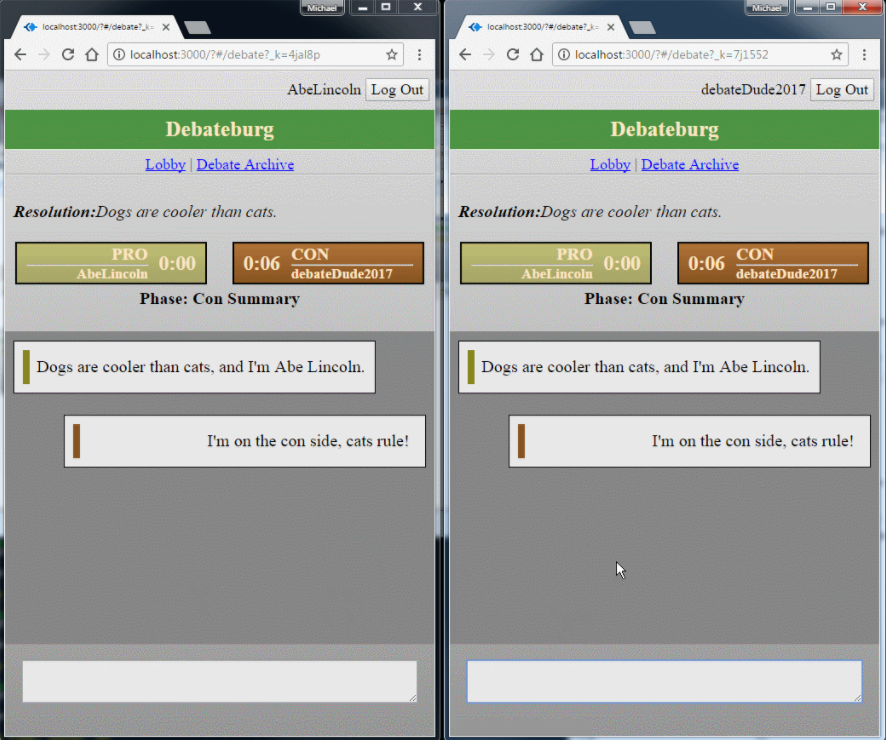 Michael
localhost:3000/?#/debate?_k=
localhost:3000/?#/debate?_k=4jal8p
AbeLincoln Log Out
Debateburg
Lobby | Debate Archive
Resolution:Dogs are cooler than cats.
PRO
AbeLincoln
0:00
0:06
CON
debateDude2017
Phase: Con Summary
Dogs are cooler than cats, and I'm Abe Lincoln.
I'm on the con side, cats rule!
Michael
localhost:3000/?#/debate?_k=
localhost:3000/?#/debate?_k=7j1552
debateDude2017 Log Out
Debateburg
Lobby | Debate Archive
Resolution:Dogs are cooler than cats.
PRO
AbeLincoln
0:00
0:06
CON
debateDude2017
Phase: Con Summary
Dogs are cooler than cats, and I'm Abe Lincoln.
I'm on the con side, cats rule!